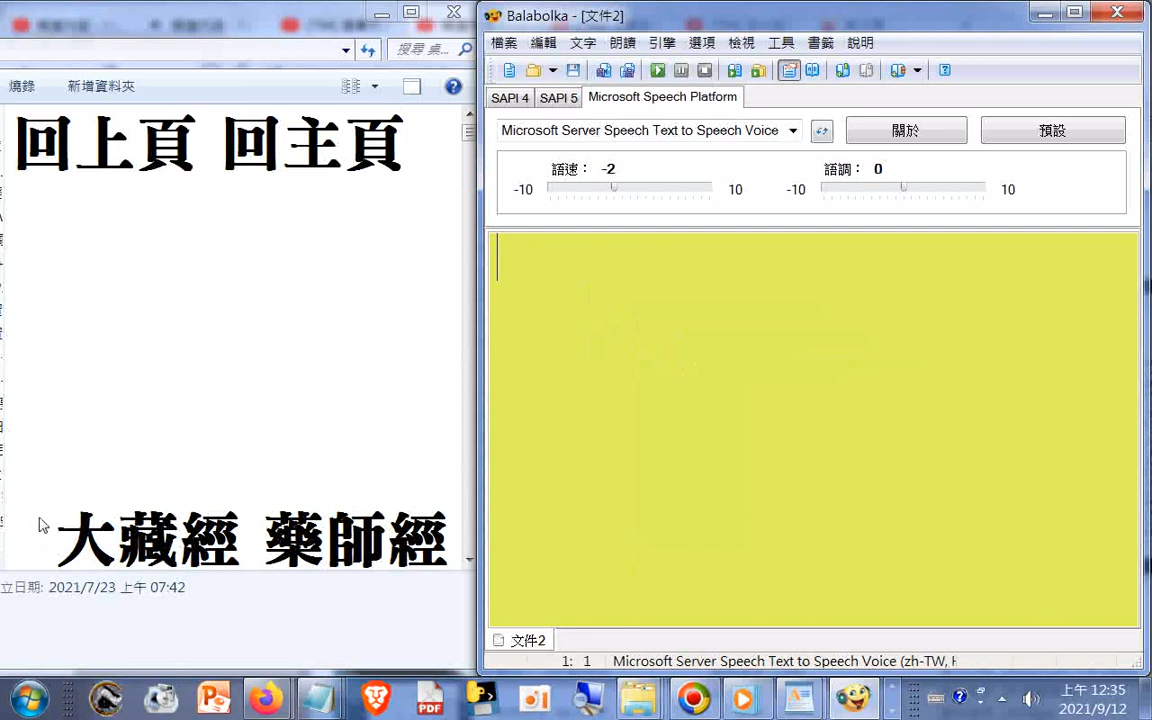 搜尋 桌...
燒錄 新增資料夾
回上頁 回主頁
大藏經 藥師經
立日期: 2021/7/23 上午 07:42
Balabolka - [文件2]
檔案 編輯 文字 朗讀 引擎 選項 檢視 工具 書籤 說明
SAPI 4 SAPI 5 Microsoft Speech Platform
Microsoft Server Speech Text to Speech Voice 關於 預設
語速： -2 語調： 0
-10 10 -10 10
文件2
1: 1 Microsoft Server Speech Text to Speech Voice (zh-TW, H
PDF
上午 12:35
2021/9/12